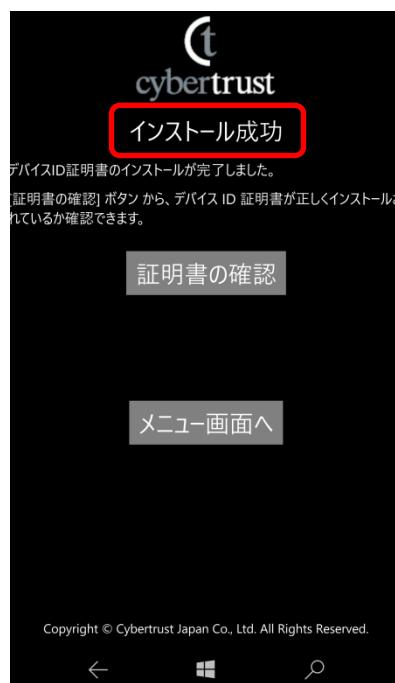 cybertrust
インストール成功
デバイスID証明書のインストールが完了しました。
[証明書の確認] ボタン から、デバイス ID 証明書が正しくインストールさ
れているか確認できます。
証明書の確認
メニュー画面へ
Copyright © Cybertrust Japan Co., Ltd. All Rights Reserved.